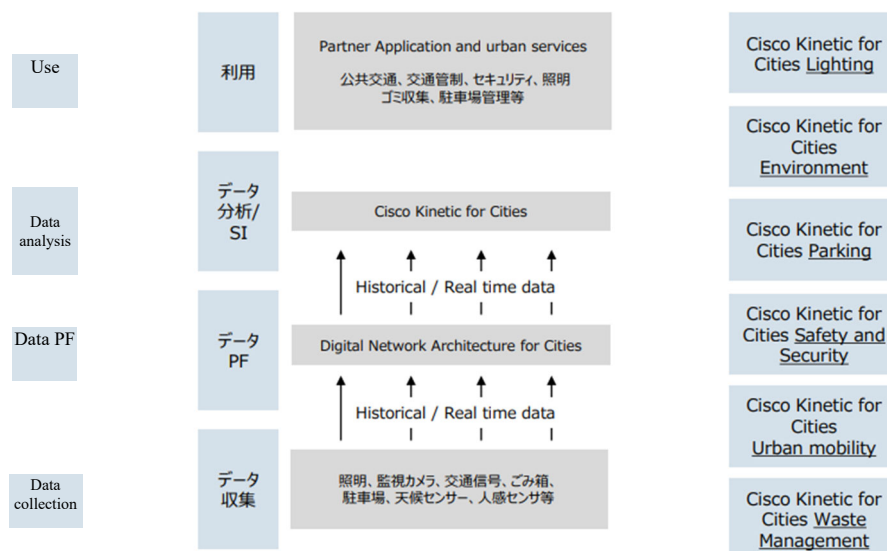 Use
利用
Partner Application and urban services
公共交通、交通管制、セキュリティ、照明
ゴミ収集、駐車場管理等
Data
analysis
データ
分析/
SI
Cisco Kinetic for Cities
Historical / Real time data
Data PF
データ
PF
Digital Network Architecture for Cities
Historical / Real time data
Data
collection
データ
収集
照明、監視カメラ、交通信号、ごみ箱、
駐車場、天候センサー、人感センサ等
Cisco Kinetic for
Cities Lighting
Cisco Kinetic for
Cities
Environment
Cisco Kinetic for
Cities Parking
Cisco Kinetic for
Cities Safety and
Security
Cisco Kinetic for
Cities
Urban mobility
Cisco Kinetic for
Cities Waste
Management